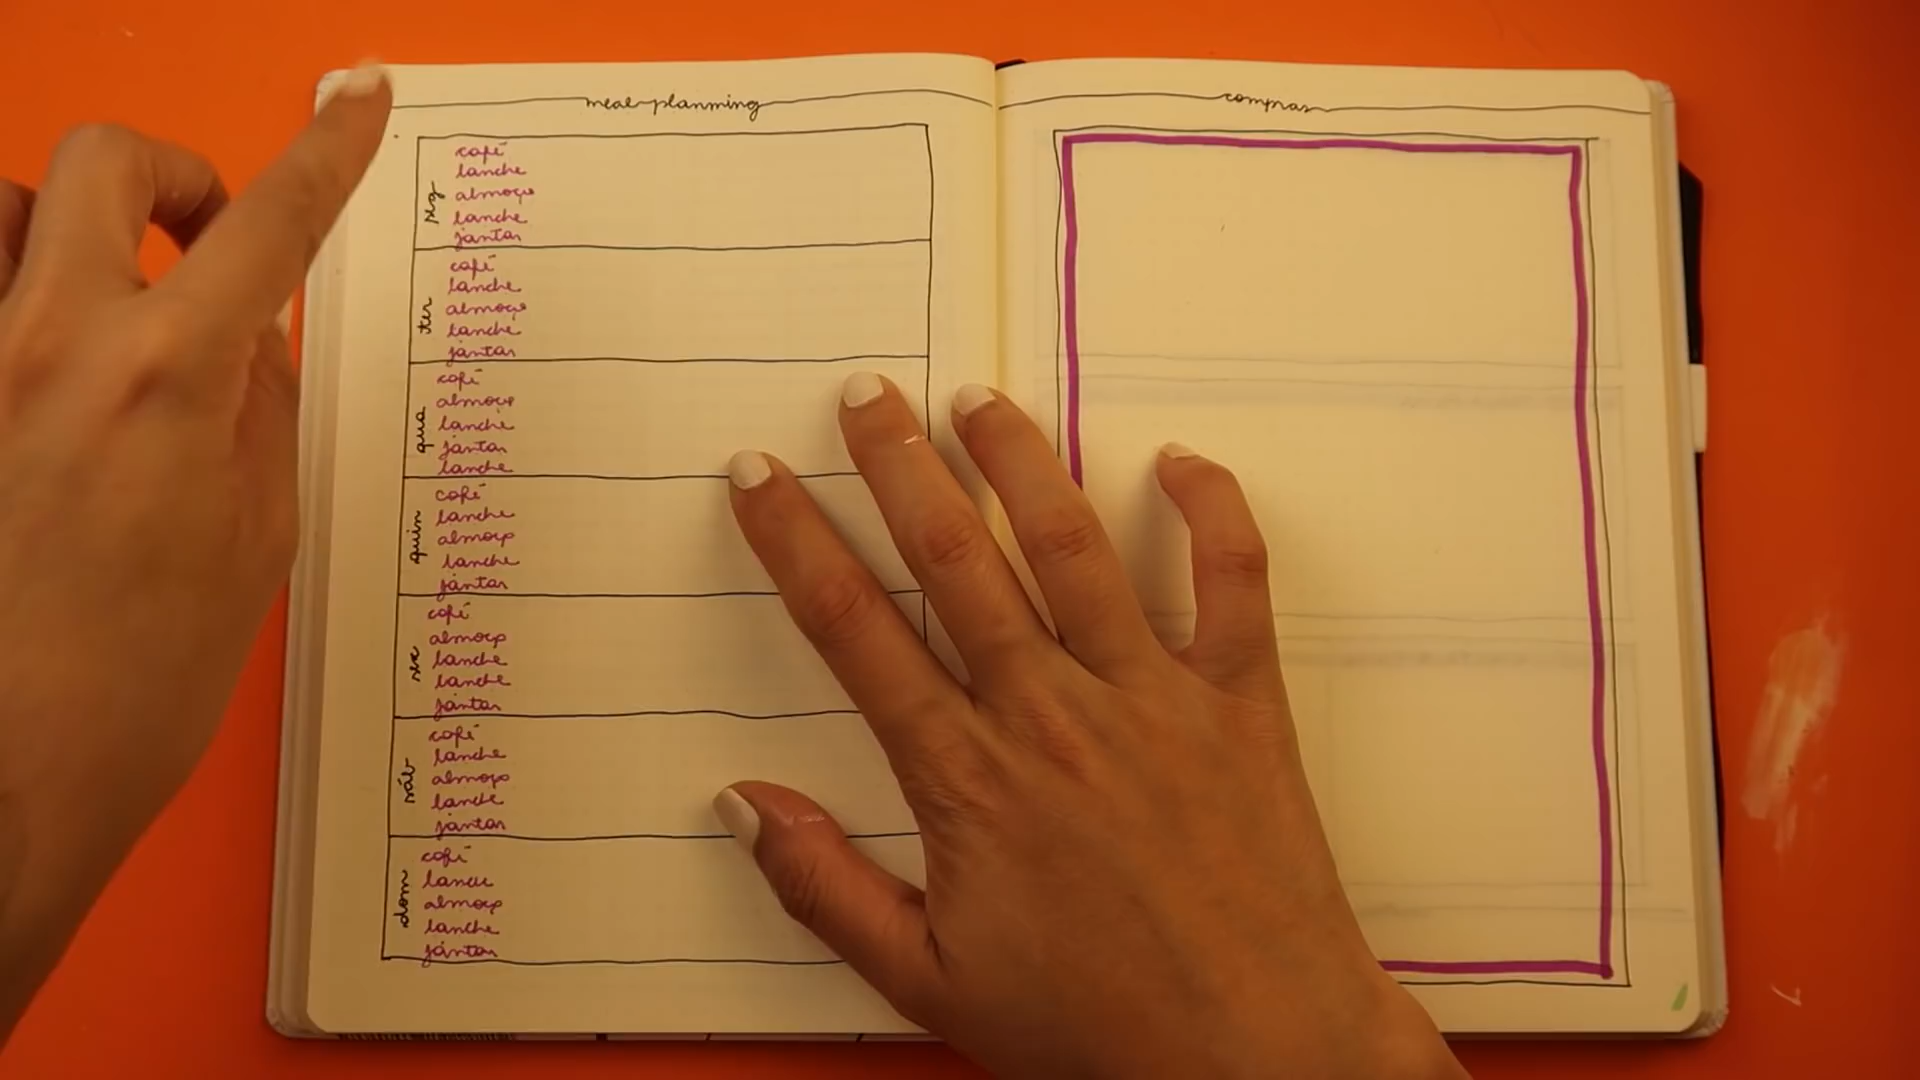 meal planming
compras
seg
café
lanche
almoço
lanche
jantar
ter
café
lanche
almoço
lanche
jantar
qua
café
almoço
lanche
jantar
lanche
quin
café
lanche
almoço
lanche
jantar
sex
café
almoço
lanche
lanche
jantar
sáb
café
lanche
almoço
lanche
jantar
dom
café
lance
almoço
lanche
jantar